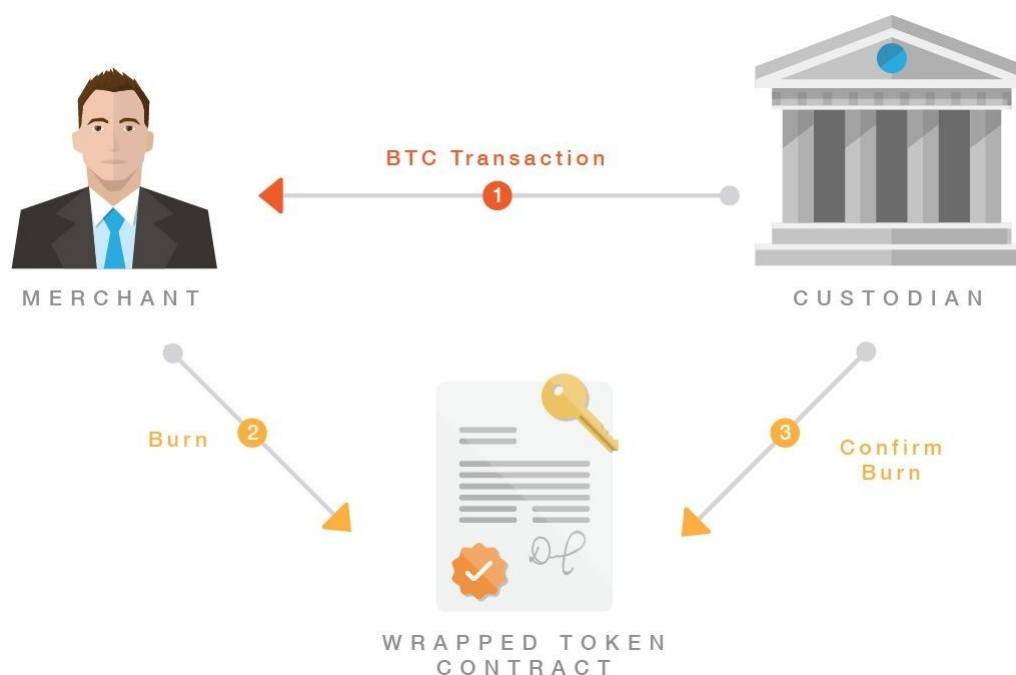 BTC Transaction
1
MERCHANT
CUSTODIAN
Burn
2
3
Confirm
Burn
WRAPPED TOKEN
CONTRACT